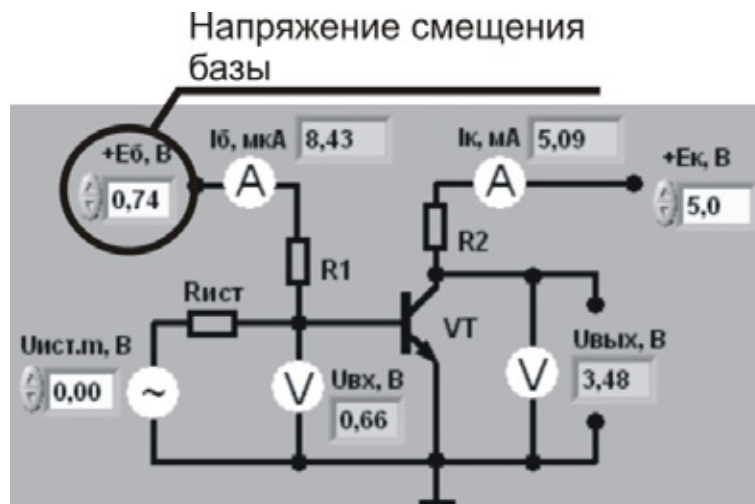 Напряжение смещения
базы
+Eб, В
0,74
Iб, мкА 8,43
A
Iк, мА 5,09
A
+Eк, В
5,0
R1
R2
Rист
VT
Uист.m, В
0,00
~
V
Uвх, В
0,66
V
Uвых, В
3,48